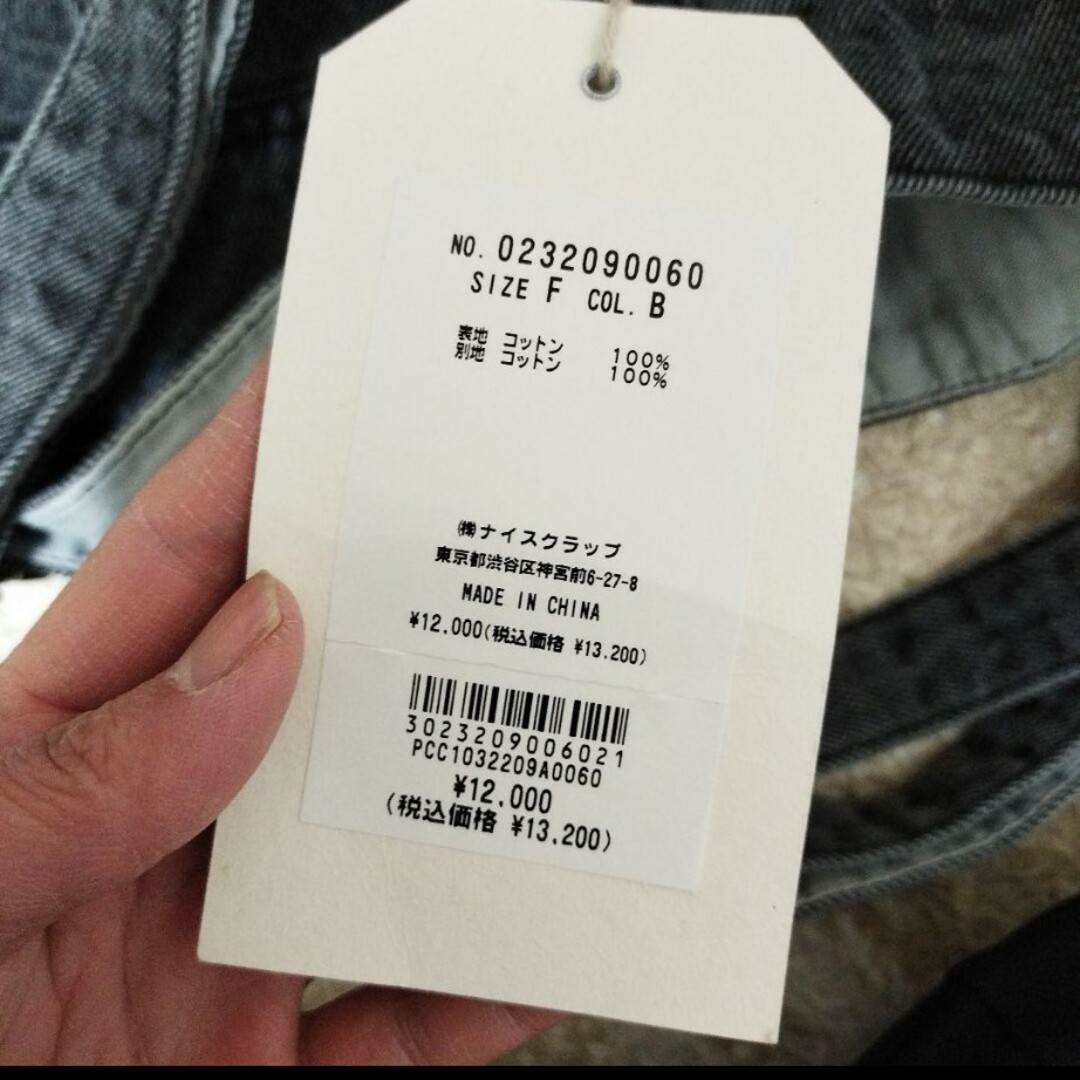 NO. 0232090060
SIZE F COL. B
表地 コットン 100%
別地 コットン 100%
㈱ナイスクラップ
東京都渋谷区神宮前6-27-8
MADE IN CHINA
¥12.000(税込価格 ¥13.200)
3023209006021
PCC1032209A0060
¥12.000
(税込価格 ¥13.200)